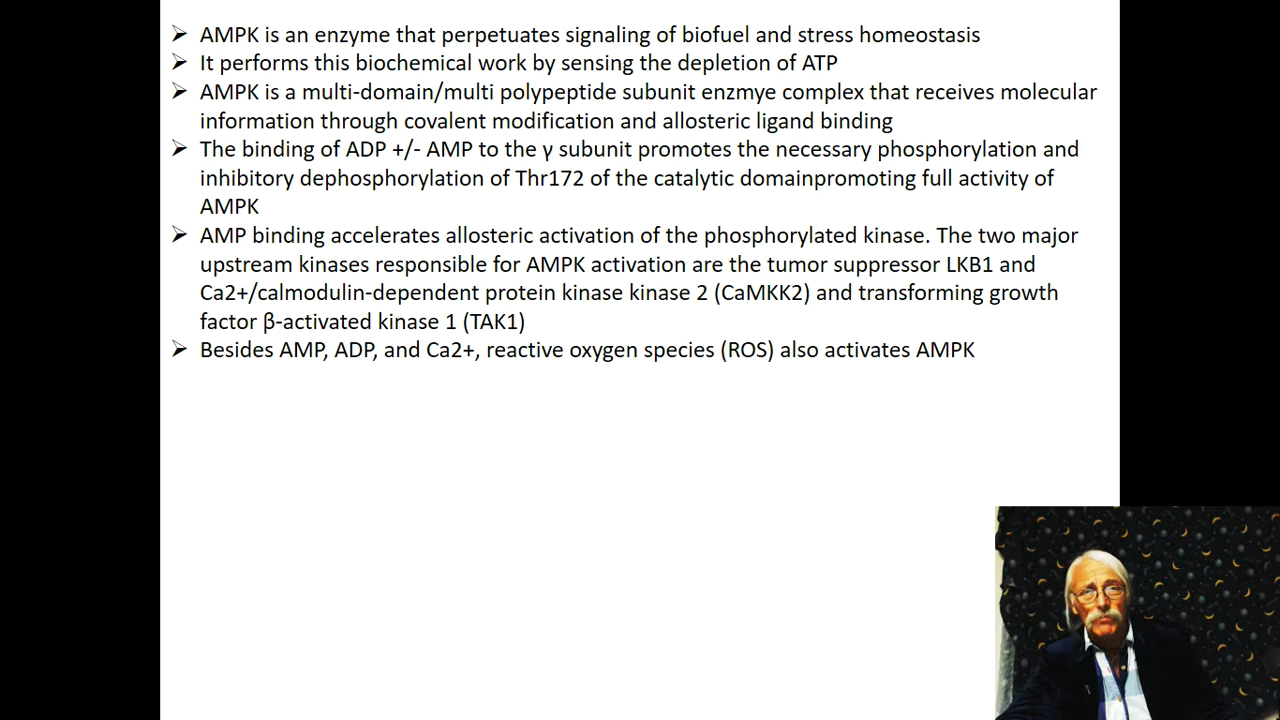 ➢ AMPK is an enzyme that perpetuates signaling of biofuel and stress homeostasis
➢ It performs this biochemical work by sensing the depletion of ATP
➢ AMPK is a multi-domain/multi polypeptide subunit enzmye complex that receives molecular
information through covalent modification and allosteric ligand binding
➢ The binding of ADP +/- AMP to the γ subunit promotes the necessary phosphorylation and
inhibitory dephosphorylation of Thr172 of the catalytic domainpromoting full activity of
AMPK
➢ AMP binding accelerates allosteric activation of the phosphorylated kinase. The two major
upstream kinases responsible for AMPK activation are the tumor suppressor LKB1 and
Ca2+/calmodulin-dependent protein kinase kinase 2 (CaMKK2) and transforming growth
factor β-activated kinase 1 (TAK1)
➢ Besides AMP, ADP, and Ca2+, reactive oxygen species (ROS) also activates AMPK